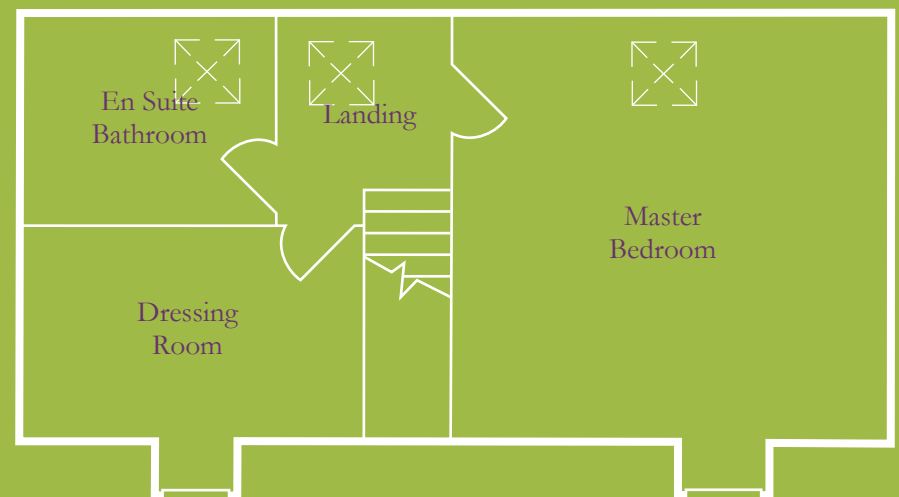 En Suite
Bathroom
Landing
Master
Bedroom
Dressing
Room